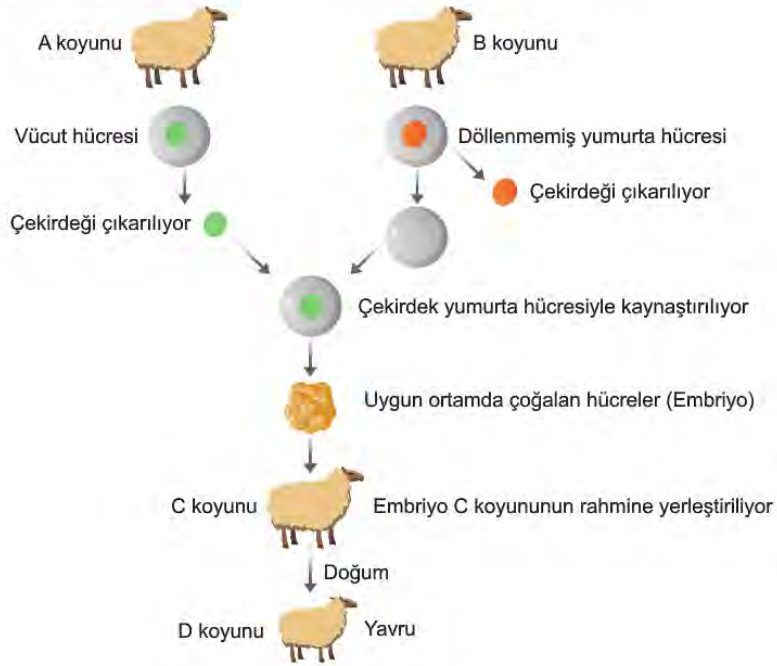 A koyunu
B koyunu
Vücut hücresi
Döllenmemiş yumurta hücresi
Çekirdeği çıkarılıyor
Çekirdeği çıkarılıyor
Çekirdek yumurta hücresiyle kaynaştırılıyor
Uygun ortamda çoğalan hücreler (Embriyo)
C koyunu
Embriyo C koyununun rahmine yerleştiriliyor
Doğum
D koyunu
Yavru